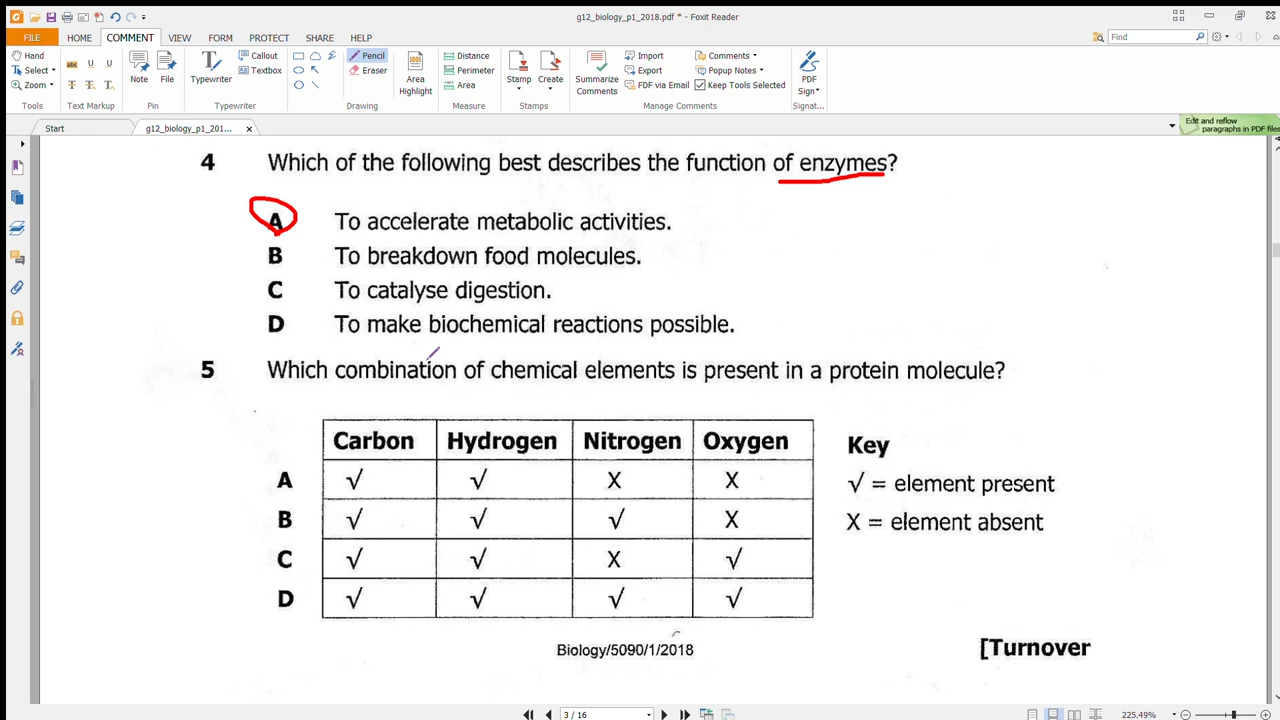 g12_biology_p1_2018.pdf * - Foxit Reader
FILE HOME COMMENT VIEW FORM PROTECT SHARE HELP
Find
Hand
Select
Zoom
Tools
Text Markup
Note
File
Pin
Typewriter
Callout
Textbox
Typewriter
Pencil
Eraser
Drawing
Area Highlight
Distance
Perimeter
Area
Measure
Stamp
Create
Stamps
Summarize Comments
Import
Export
FDF via Email
Comments
Popup Notes
Keep Tools Selected
Manage Comments
PDF Sign
Signat...
Start
g12_biology_p1_201...
Edit and reflow
paragraphs in PDF files
4 Which of the following best describes the function of enzymes?
A To accelerate metabolic activities.
B To breakdown food molecules.
C To catalyse digestion.
D To make biochemical reactions possible.
5 Which combination of chemical elements is present in a protein molecule?
Carbon Hydrogen Nitrogen Oxygen
A √ √ X X
B √ √ √ X
C √ √ X √
D √ √ √ √
Key
√ = element present
X = element absent
Biology/5090/1/2018
[Turnover
3 / 16
225.49%